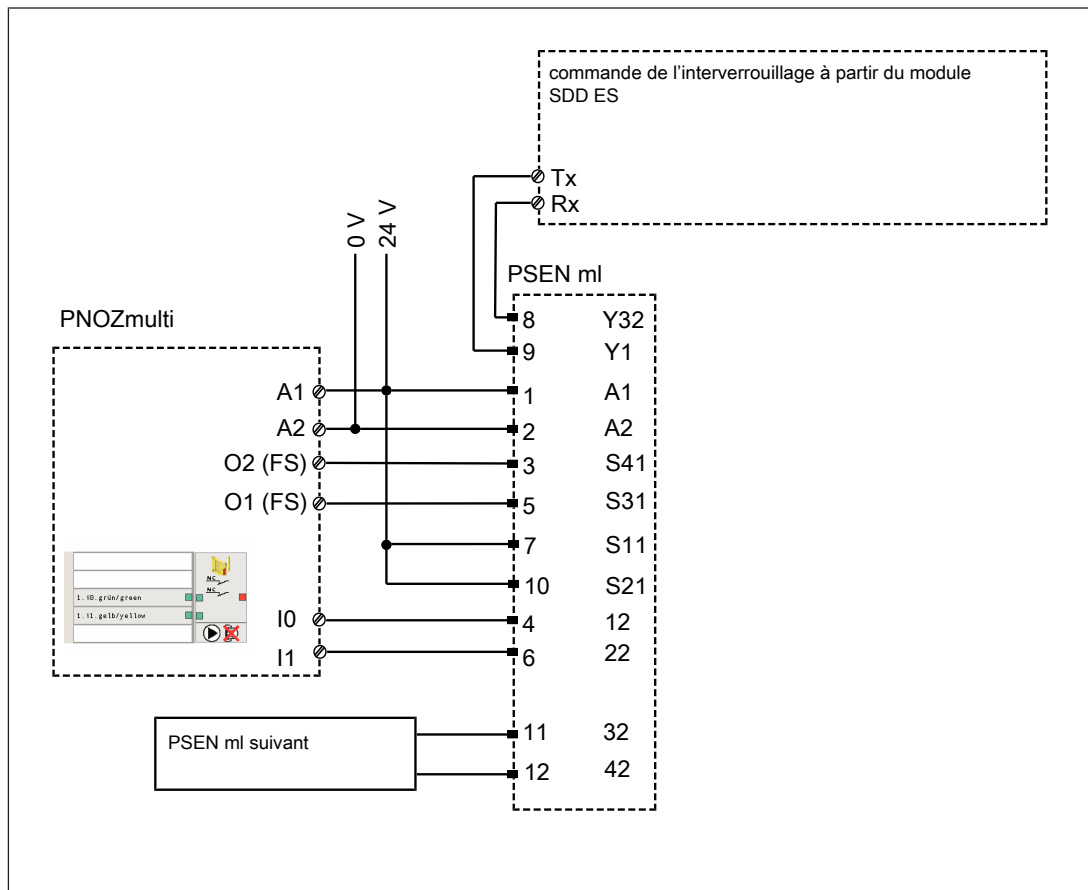 commande de l'interverrouillage à partir du module
SDD ES
Tx
Rx
0 V
24 V
PSEN ml
PNOZmulti
8 Y32
9 Y1
A1 1 A1
A2 2 A2
O2 (FS) 3 S41
O1 (FS) 5 S31
7 S11
10 S21
NC
NC
1.i0.grün/green
1.i1.gelb/yellow
I0 4 12
I1 6 22
PSEN ml suivant
11 32
12 42